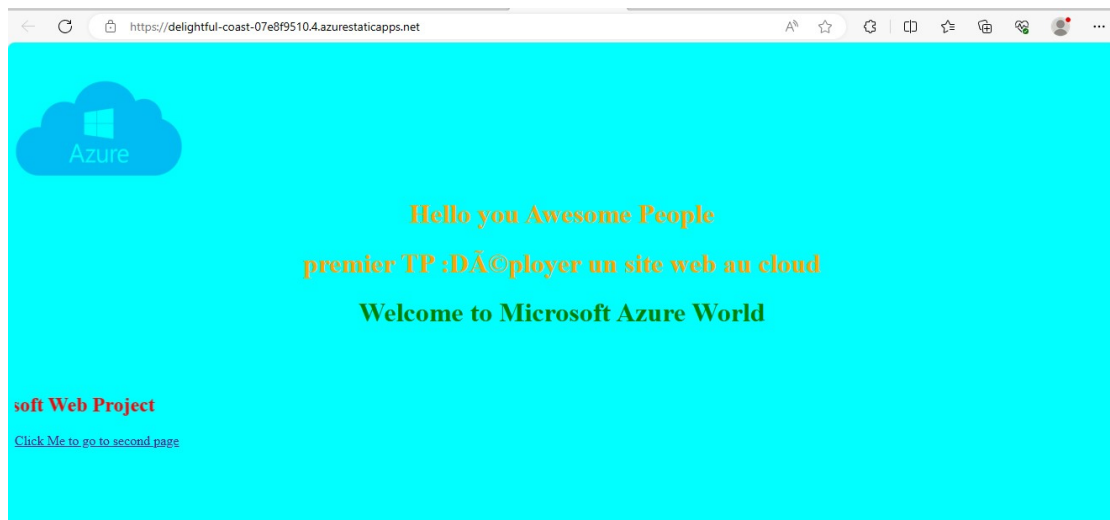 https://delightful-coast-07e8f9510.4.azurestaticapps.net
Azure
Hello you Awesome People
premier TP :DÃ©ployer un site web au cloud
Welcome to Microsoft Azure World
soft Web Project
Click Me to go to second page